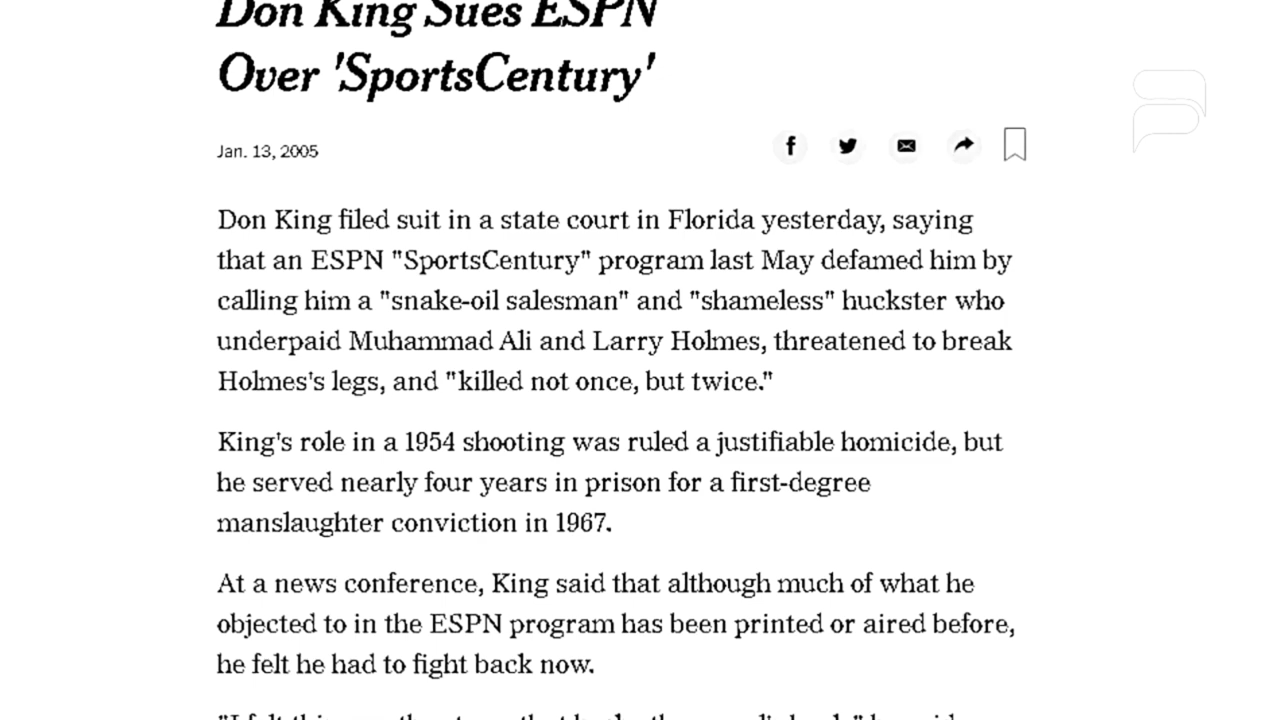 Don King Sues ESPN
Over 'SportsCentury'
Jan. 13, 2005
Don King filed suit in a state court in Florida yesterday, saying
that an ESPN "SportsCentury" program last May defamed him by
calling him a "snake-oil salesman" and "shameless" huckster who
underpaid Muhammad Ali and Larry Holmes, threatened to break
Holmes's legs, and "killed not once, but twice."
King's role in a 1954 shooting was ruled a justifiable homicide, but
he served nearly four years in prison for a first-degree
manslaughter conviction in 1967.
At a news conference, King said that although much of what he
objected to in the ESPN program has been printed or aired before,
he felt he had to fight back now.